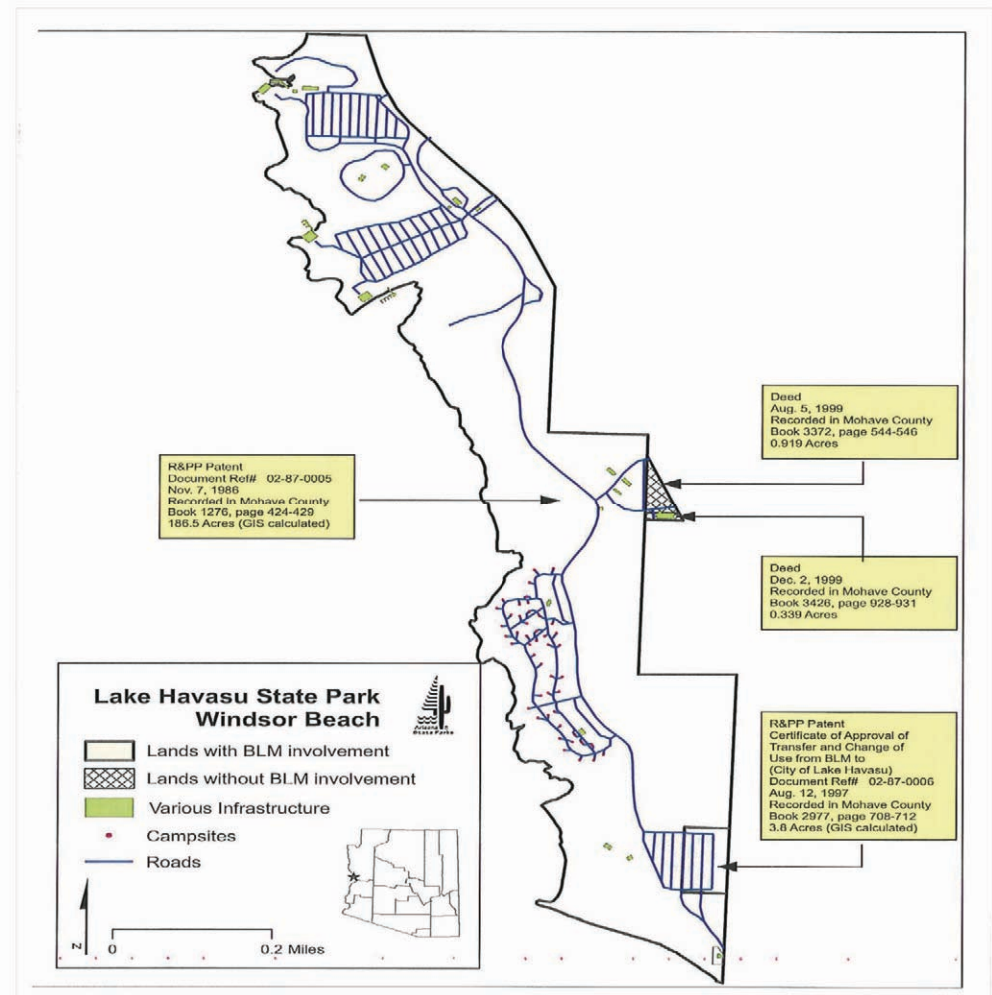 Deed
Aug. 5, 1999
Recorded in Mohave County
Book 3372, page 544-546
0.919 Acres
R&PP Patent
Document Ref# 02-87-0005
Nov. 7, 1986
Recorded in Mohave County
Book 1276, page 424-429
186.5 Acres (GIS calculated)
Deed
Dec. 2, 1999
Recorded in Mohave County
Book 3426, page 928-931
0.339 Acres
R&PP Patent
Certificate of Approval of
Transfer and Change of
Use from BLM to
(City of Lake Havasu)
Document Ref# 02-87-0006
Aug. 12, 1997
Recorded in Mohave County
Book 2977, page 708-712
3.8 Acres (GIS calculated)
Lake Havasu State Park
Windsor Beach
Arizona
State Parks
Lands with BLM involvement
Lands without BLM involvement
Various Infrastructure
Campsites
Roads
N
0 0.2 Miles